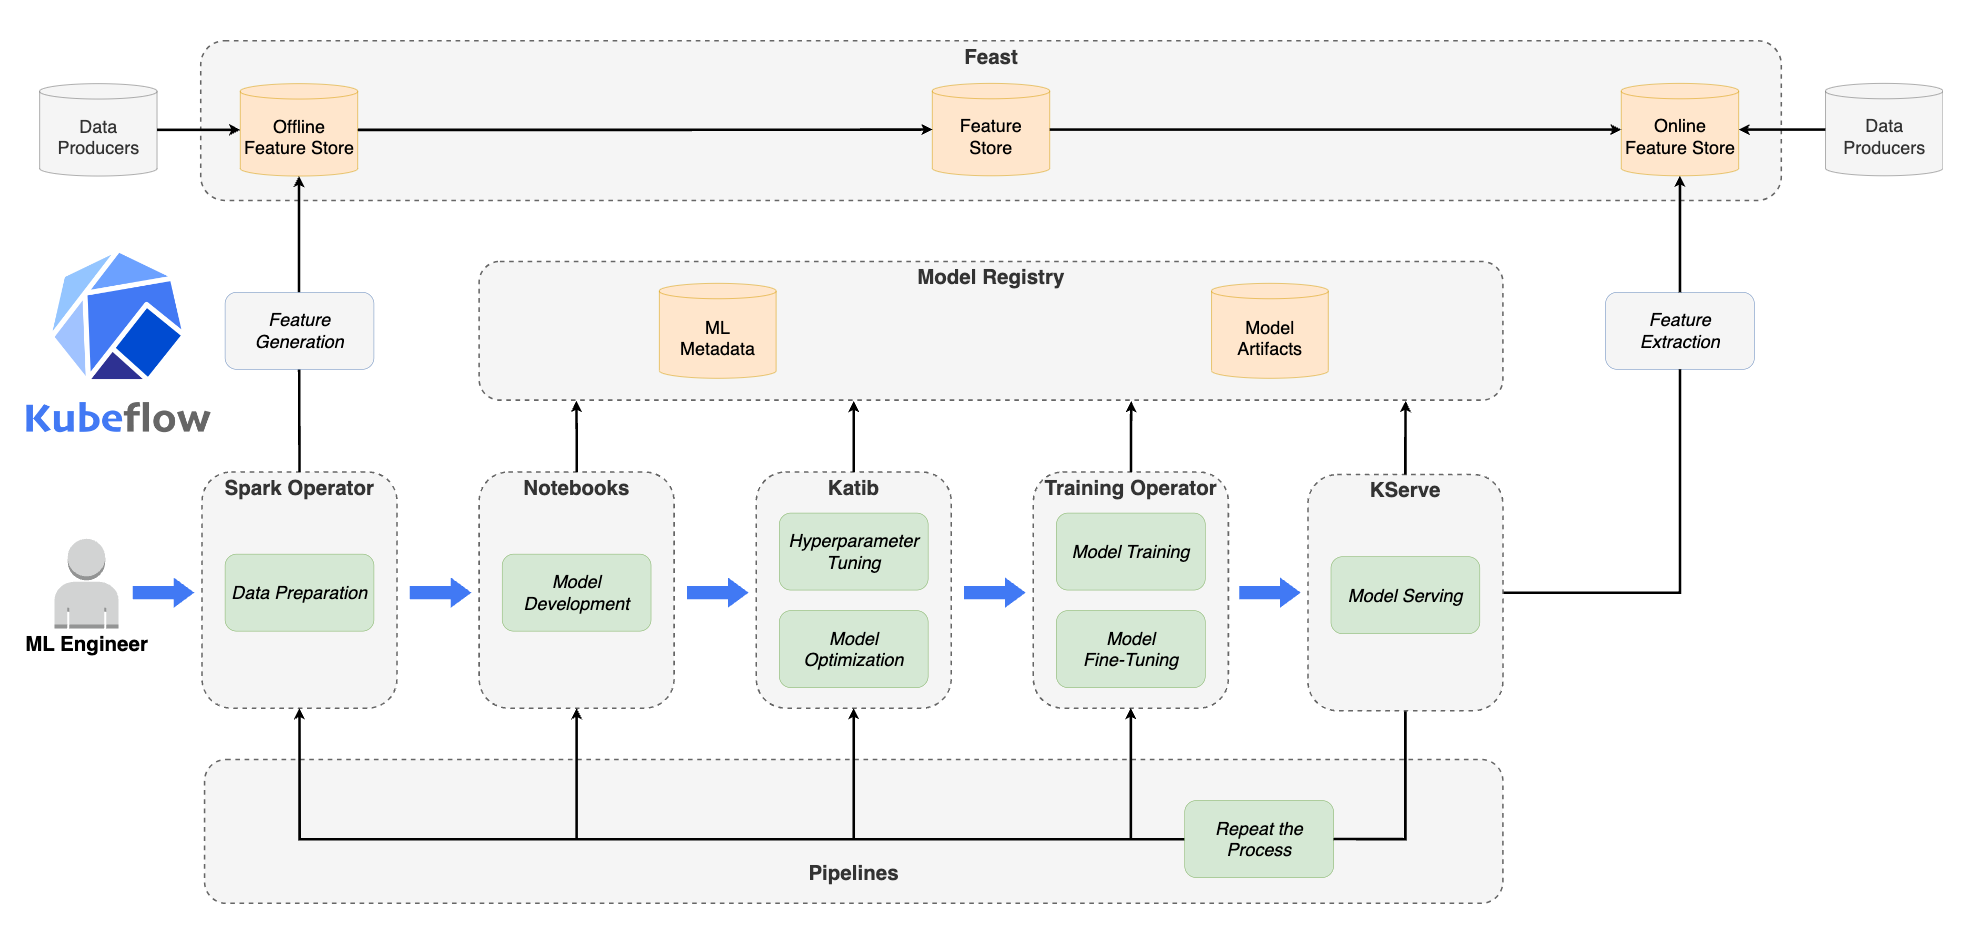 Feast
Data
Producers
Offline
Feature Store
Feature
Store
Online
Feature Store
Data
Producers
Kubeflow
Feature
Generation
Model Registry
ML
Metadata
Model
Artifacts
Feature
Extraction
ML Engineer
Spark Operator
Data Preparation
Notebooks
Model
Development
Katib
Hyperparameter
Tuning
Model
Optimization
Training Operator
Model Training
Model
Fine-Tuning
KServe
Model Serving
Repeat the
Process
Pipelines